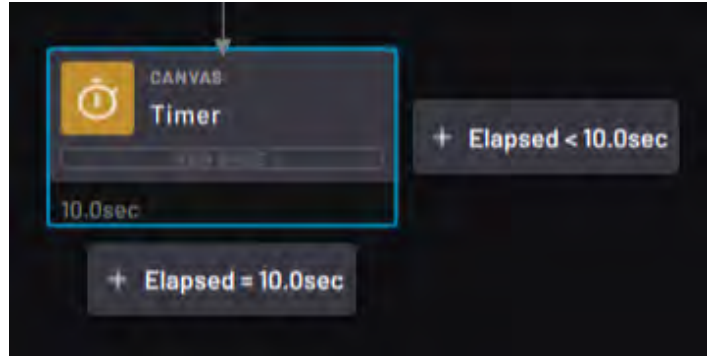 CANVAS
Timer
+ Elapsed < 10.0sec
10.0sec
+ Elapsed = 10.0sec